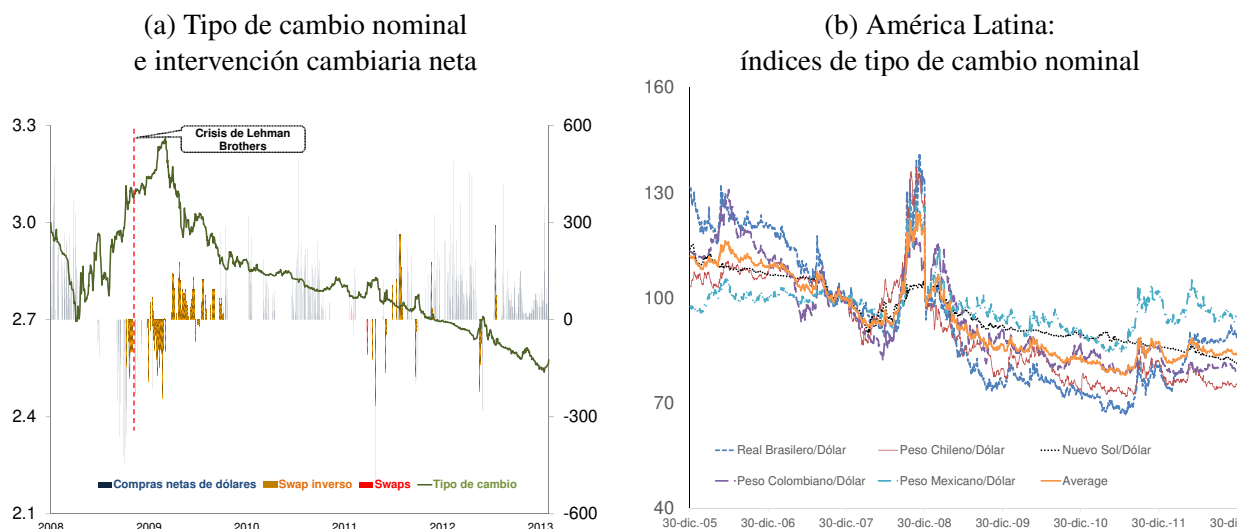 (a) Tipo de cambio nominal
e intervención cambiaria neta
3.3
3.0
2.7
2.4
2.1
600
300
0
-300
-600
Crisis de Lehman
Brothers
Compras netas de dólares
Swap inverso
Swaps
Tipo de cambio
2008
2009
2010
2011
2012
2013
(b) América Latina:
índices de tipo de cambio nominal
160
130
100
70
40
Real Brasilero/Dólar
Peso Chileno/Dólar
Nuevo Sol/Dólar
Peso Colombiano/Dólar
Peso Mexicano/Dólar
Average
30-dic.-05
30-dic.-06
30-dic.-07
30-dic.-08
30-dic.-09
30-dic.-10
30-dic.-11